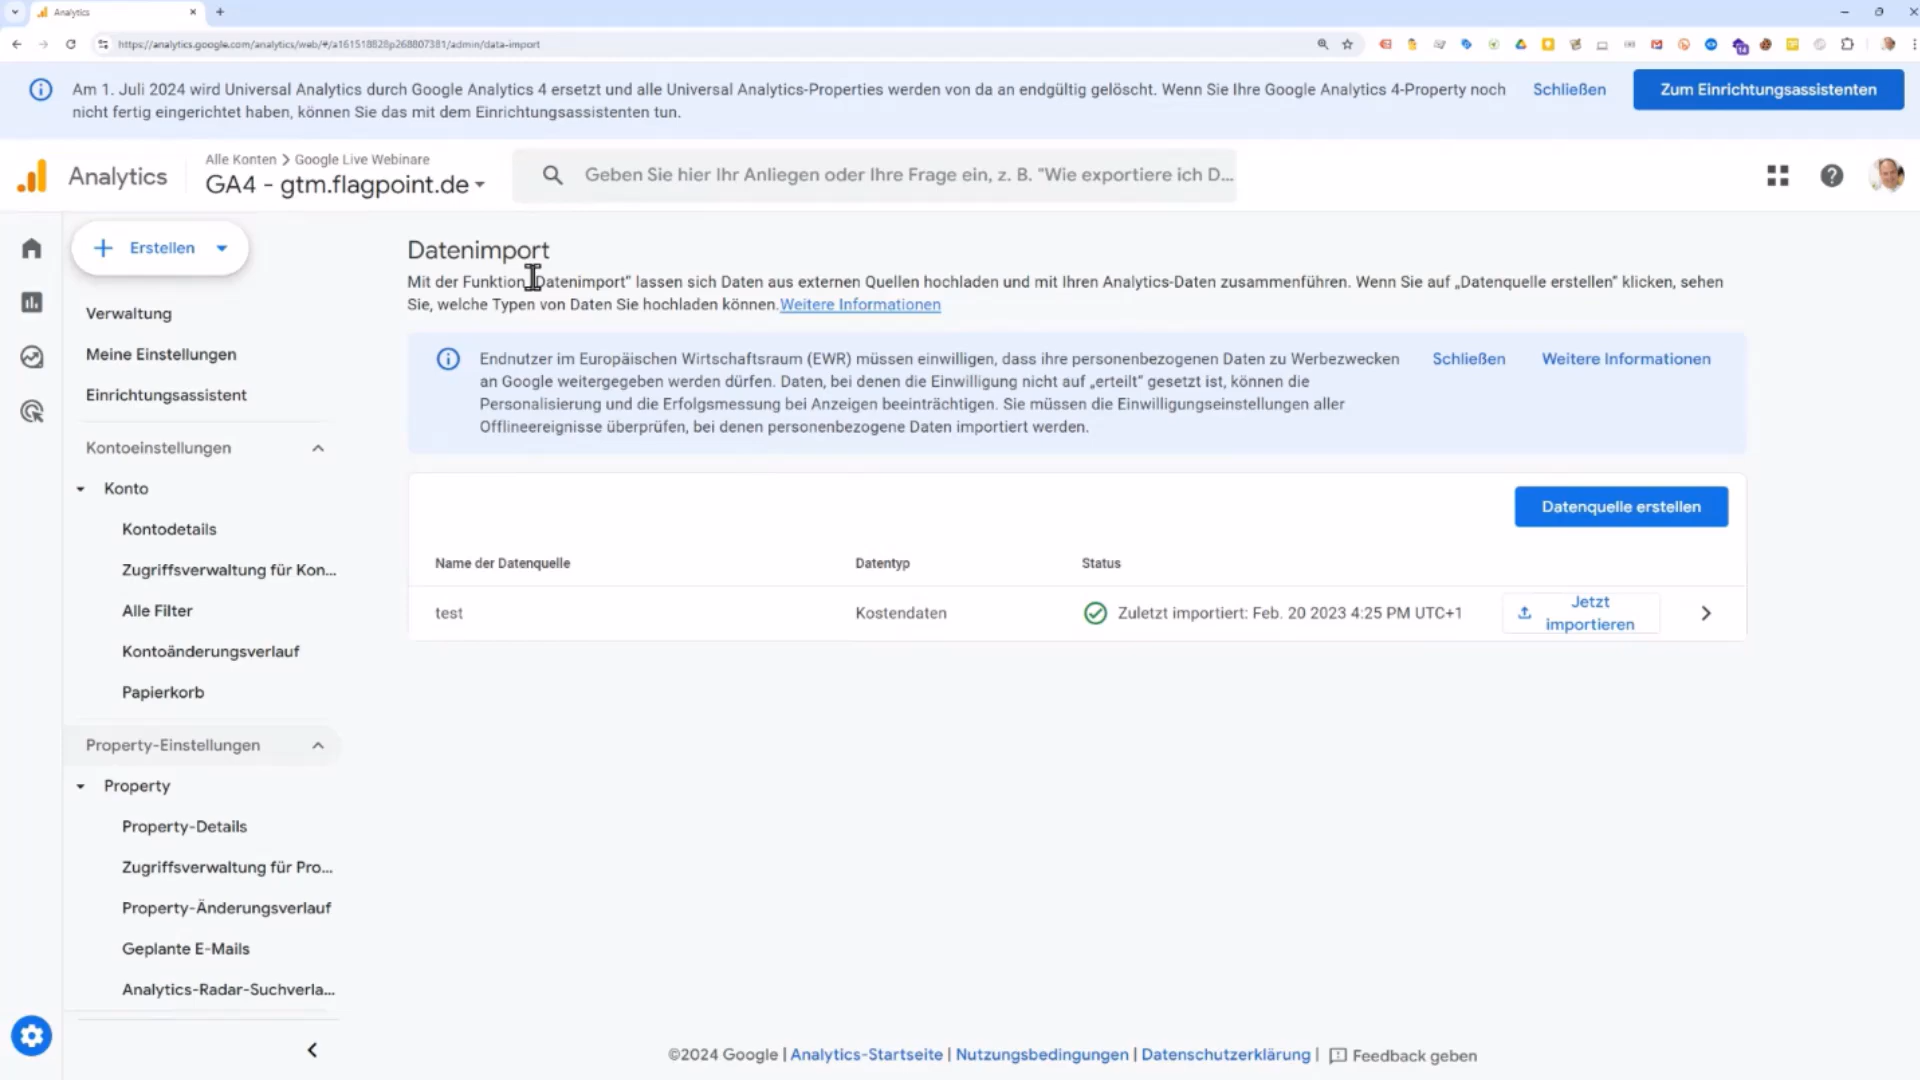 Analytics
https://analytics.google.com/analytics/web/#/a161518828p268807381/admin/data-import
Am 1. Juli 2024 wird Universal Analytics durch Google Analytics 4 ersetzt und alle Universal Analytics-Properties werden von da an endgültig gelöscht. Wenn Sie Ihre Google Analytics 4-Property noch
nicht fertig eingerichtet haben, können Sie das mit dem Einrichtungsassistenten tun.
Schließen
Zum Einrichtungsassistenten
Analytics
Alle Konten > Google Live Webinare
GA4 - gtm.flagpoint.de
Geben Sie hier Ihr Anliegen oder Ihre Frage ein, z. B. "Wie exportiere ich D...
Erstellen
Verwaltung
Meine Einstellungen
Einrichtungsassistent
Kontoeinstellungen
Konto
Kontodetails
Zugriffsverwaltung für Kon...
Alle Filter
Kontoänderungsverlauf
Papierkorb
Property-Einstellungen
Property
Property-Details
Zugriffsverwaltung für Pro...
Property-Änderungsverlauf
Geplante E-Mails
Analytics-Radar-Suchverla...
Datenimport
Mit der Funktion „Datenimport“ lassen sich Daten aus externen Quellen hochladen und mit Ihren Analytics-Daten zusammenführen. Wenn Sie auf „Datenquelle erstellen“ klicken, sehen
Sie, welche Typen von Daten Sie hochladen können. Weitere Informationen
Endnutzer im Europäischen Wirtschaftsraum (EWR) müssen einwilligen, dass ihre personenbezogenen Daten zu Werbezwecken
an Google weitergegeben werden dürfen. Daten, bei denen die Einwilligung nicht auf „erteilt“ gesetzt ist, können die
Personalisierung und die Erfolgsmessung bei Anzeigen beeinträchtigen. Sie müssen die Einwilligungseinstellungen aller
Offlineereignisse überprüfen, bei denen personenbezogene Daten importiert werden.
Schließen
Weitere Informationen
Datenquelle erstellen
Name der Datenquelle
Datentyp
Status
test
Kostendaten
Zuletzt importiert: Feb. 20 2023 4:25 PM UTC+1
Jetzt
importieren
©2024 Google | Analytics-Startseite | Nutzungsbedingungen | Datenschutzerklärung | Feedback geben